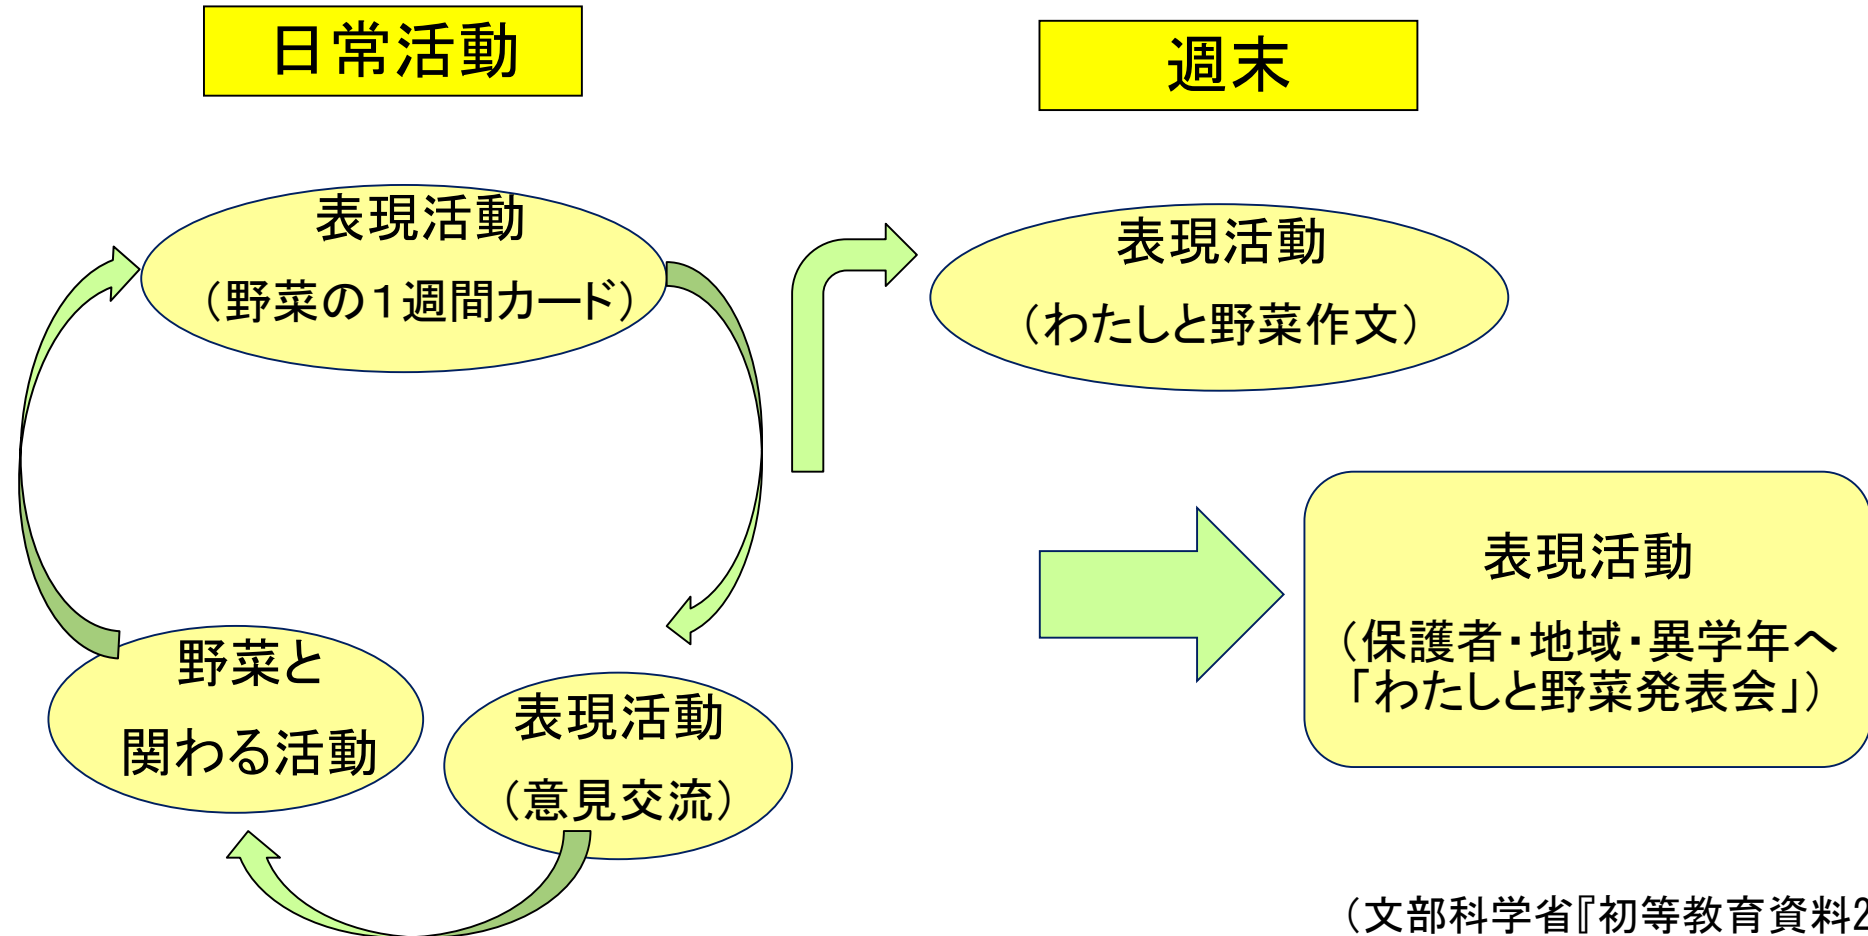 日常活動
週末
表現活動
(野菜の1週間カード)
表現活動
(わたしと野菜作文)
野菜と
関わる活動
表現活動
(意見交流)
表現活動
(保護者・地域・異学年へ
「わたしと野菜発表会」)
(文部科学省『初等教育資料2